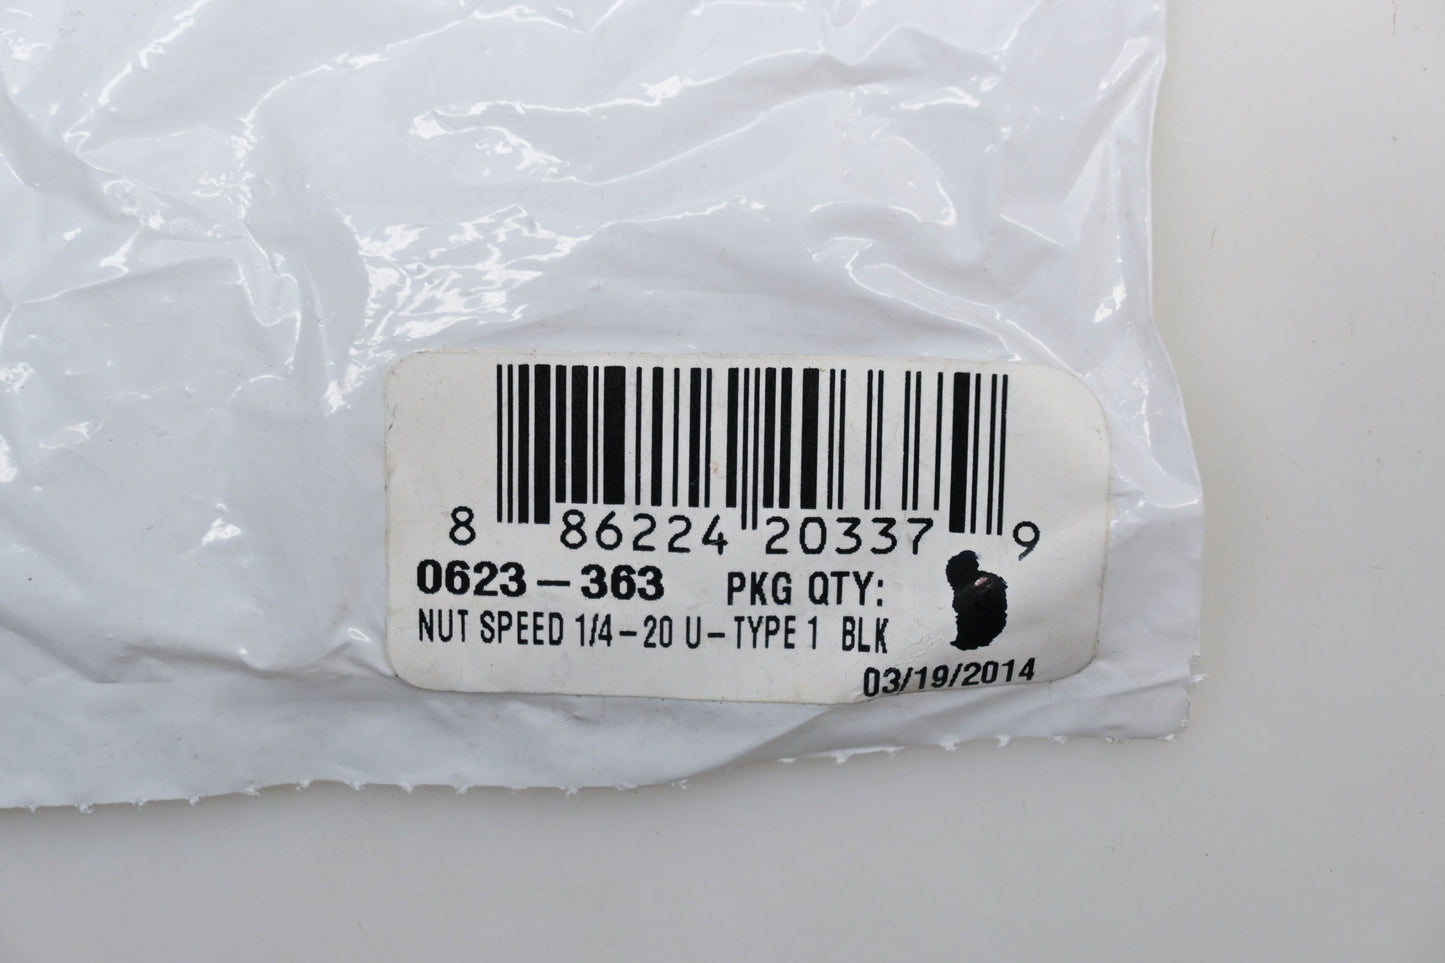 8 86224 20337 9
0623-363 PKG QTY:
NUT SPEED 1/4-20 U-TYPE 1 BLK
03/19/2014